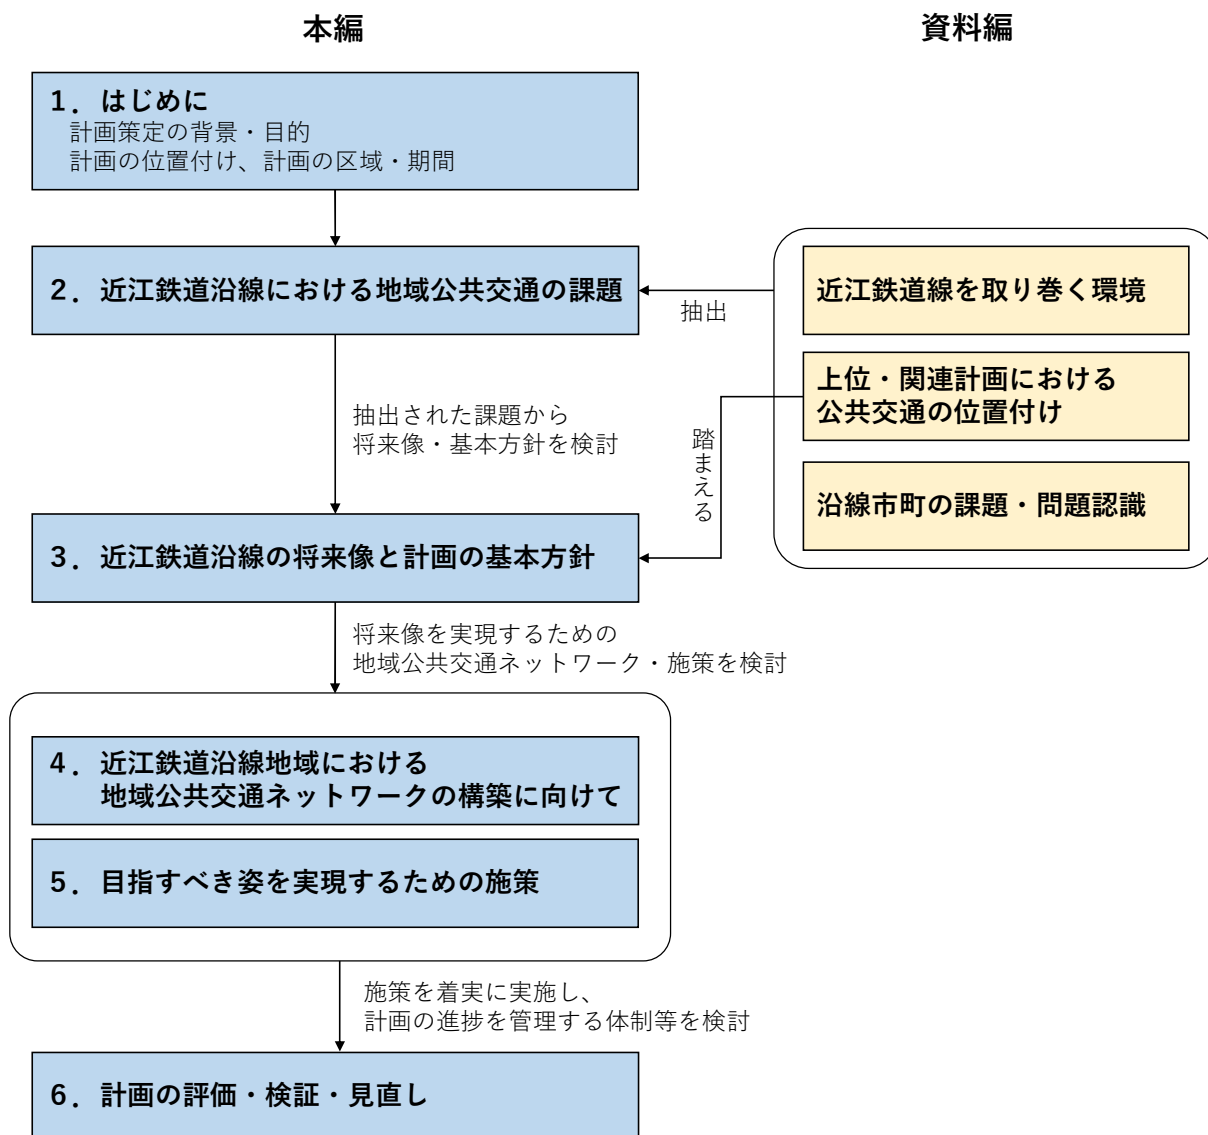 本編
資料編
1．はじめに
計画策定の背景・目的
計画の位置付け、計画の区域・期間
2．近江鉄道沿線における地域公共交通の課題
抽出
近江鉄道線を取り巻く環境
上位・関連計画における
公共交通の位置付け
沿線市町の課題・問題認識
踏まえる
抽出された課題から
将来像・基本方針を検討
3．近江鉄道沿線の将来像と計画の基本方針
将来像を実現するための
地域公共交通ネットワーク・施策を検討
4．近江鉄道沿線地域における
地域公共交通ネットワークの構築に向けて
5．目指すべき姿を実現するための施策
施策を着実に実施し、
計画の進捗を管理する体制等を検討
6．計画の評価・検証・見直し